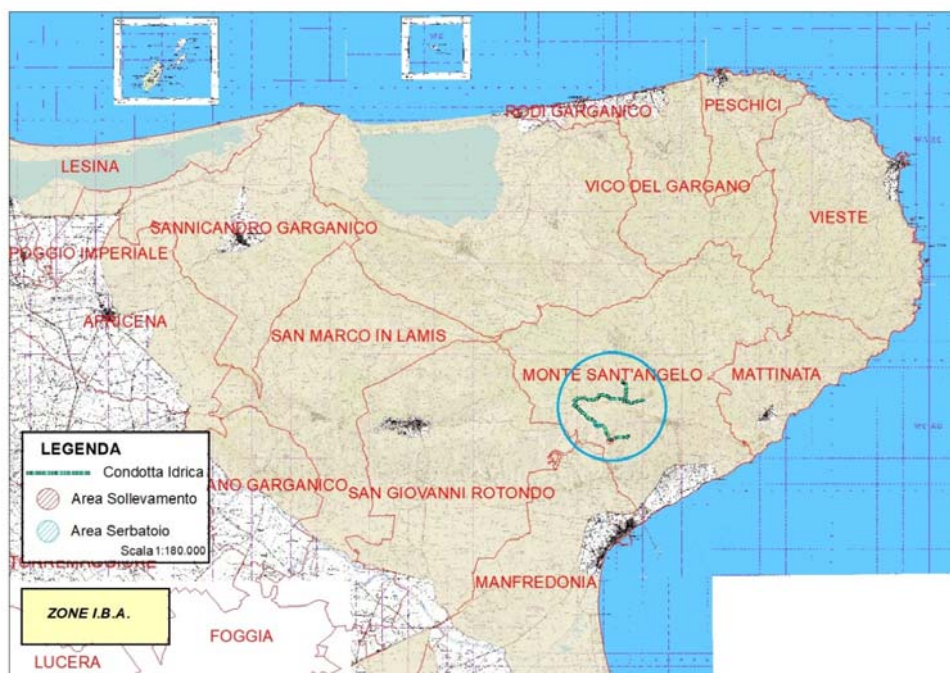 RODI GARGANICO
PESCHICI
LESINA
VICO DEL GARGANO
VIESTE
SANNICANDRO GARGANICO
POGGIO IMPERIALE
APRICENA
SAN MARCO IN LAMIS
MONTE SANT'ANGELO
MATTINATA
LEGENDA
Condotta Idrica
Area Sollevamento
Area Serbatoio
Scala 1:180.000
ANO GARGANICO
SAN GIOVANNI ROTONDO
TORREMAGGIORE
MANFREDONIA
ZONE I.B.A.
FOGGIA
LUCERA